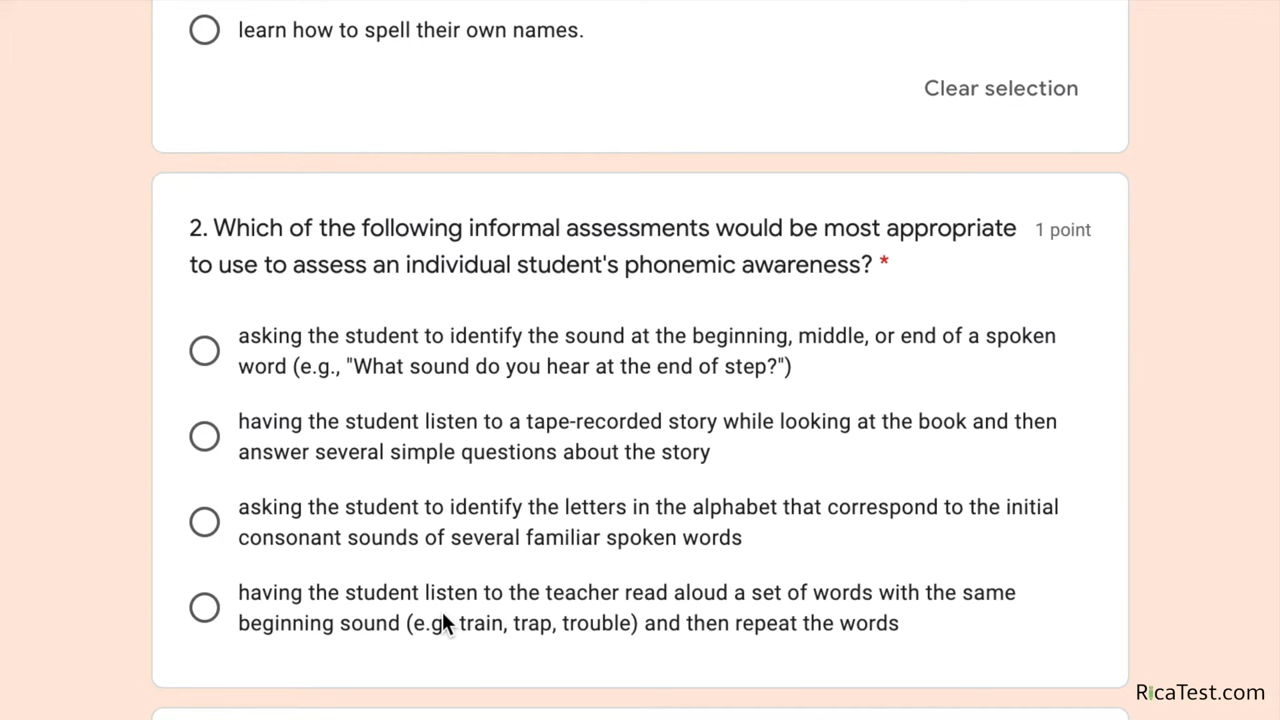 learn how to spell their own names.
Clear selection
2. Which of the following informal assessments would be most appropriate 1 point
to use to assess an individual student's phonemic awareness? *
asking the student to identify the sound at the beginning, middle, or end of a spoken
word (e.g., "What sound do you hear at the end of step?")
having the student listen to a tape-recorded story while looking at the book and then
answer several simple questions about the story
asking the student to identify the letters in the alphabet that correspond to the initial
consonant sounds of several familiar spoken words
having the student listen to the teacher read aloud a set of words with the same
beginning sound (e.g. train, trap, trouble) and then repeat the words
RicaTest.com